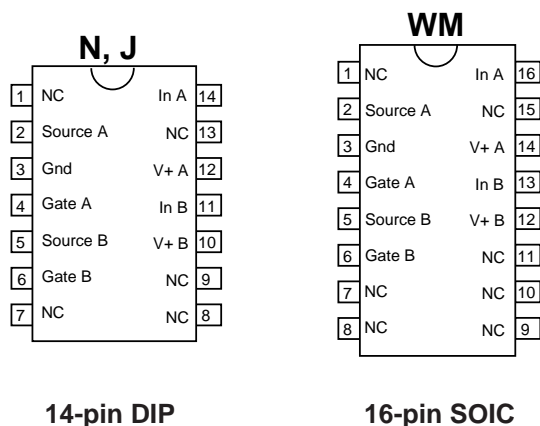 N, J
1 NC In A 14
2 Source A NC 13
3 Gnd V+ A 12
4 Gate A In B 11
5 Source B V+ B 10
6 Gate B NC 9
7 NC NC 8
14-pin DIP
WM
1 NC In A 16
2 Source A NC 15
3 Gnd V+ A 14
4 Gate A In B 13
5 Source B V+ B 12
6 Gate B NC 11
7 NC NC 10
8 NC NC 9
16-pin SOIC